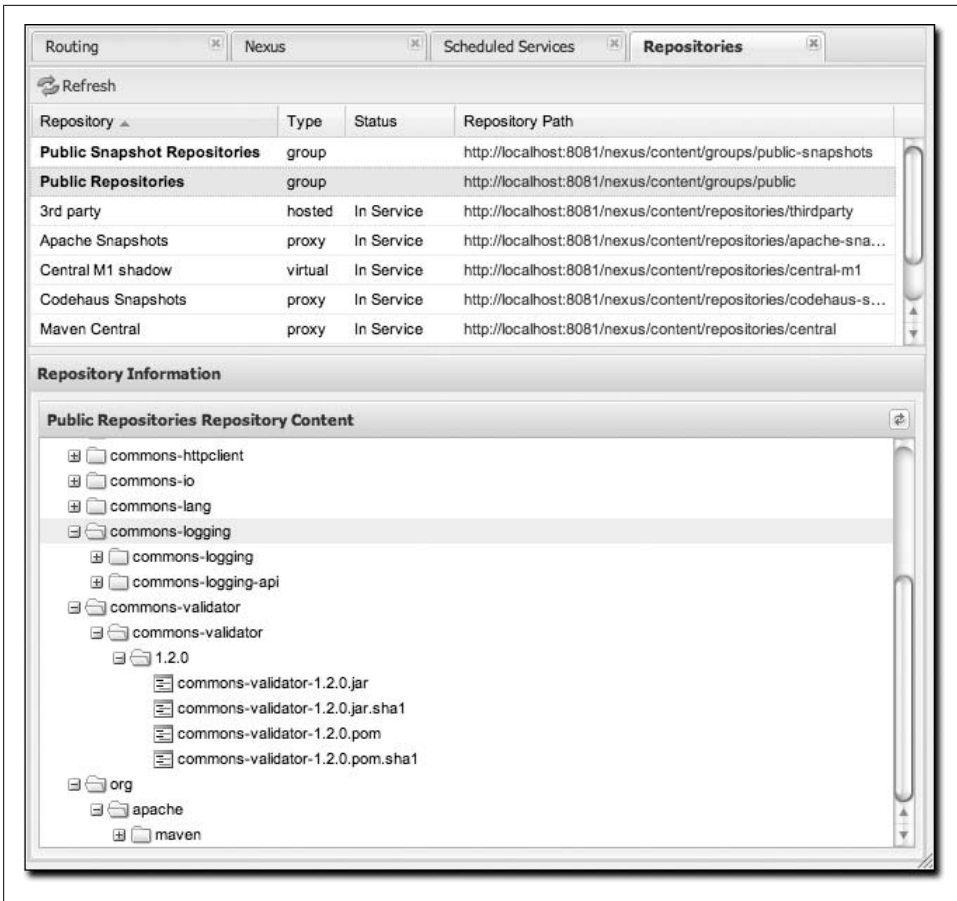 Routing Nexus Scheduled Services Repositories
Refresh
Repository Type Status Repository Path
Public Snapshot Repositories group http://localhost:8081/nexus/content/groups/public-snapshots
Public Repositories group http://localhost:8081/nexus/content/groups/public
3rd party hosted In Service http://localhost:8081/nexus/content/repositories/thirdparty
Apache Snapshots proxy In Service http://localhost:8081/nexus/content/repositories/apache-sna...
Central M1 shadow virtual In Service http://localhost:8081/nexus/content/repositories/central-m1
Codehaus Snapshots proxy In Service http://localhost:8081/nexus/content/repositories/codehaus-s...
Maven Central proxy In Service http://localhost:8081/nexus/content/repositories/central
Repository Information
Public Repositories Repository Content
commons-httpclient
commons-io
commons-lang
commons-logging
commons-logging
commons-logging-api
commons-validator
commons-validator
1.2.0
commons-validator-1.2.0.jar
commons-validator-1.2.0.jar.sha1
commons-validator-1.2.0.pom
commons-validator-1.2.0.pom.sha1
org
apache
maven